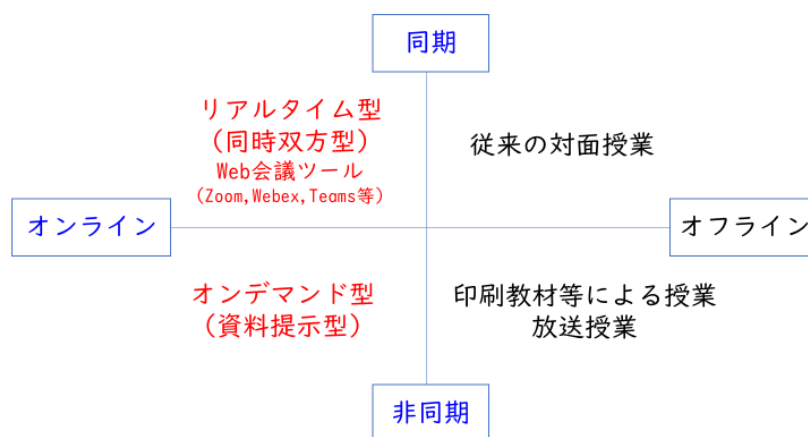 同期
リアルタイム型
(同時双方型)
Web会議ツール
(Zoom,Webex,Teams等)
従来の対面授業
オンライン
オフライン
オンデマンド型
(資料提示型)
印刷教材等による授業
放送授業
非同期